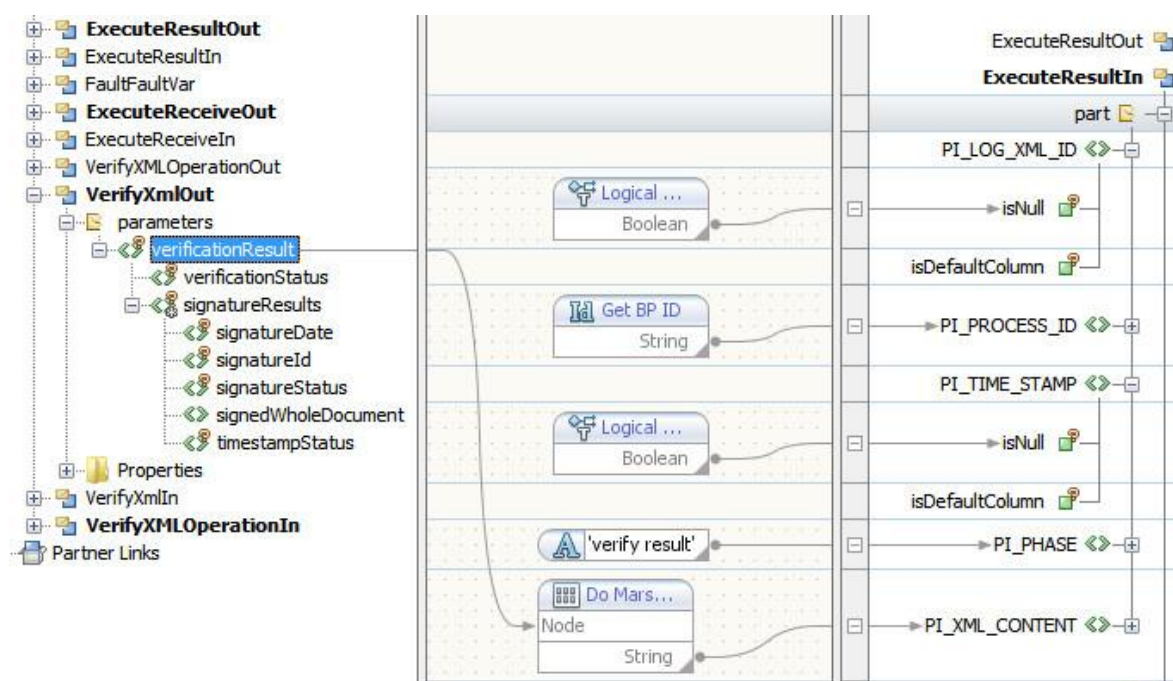 ExecuteResultOut
ExecuteResultIn
FaultFaultVar
ExecuteReceiveOut
ExecuteReceiveIn
VerifyXMLOperationOut
VerifyXmlOut
parameters
verificationResult
verificationStatus
signatureResults
signatureDate
signatureId
signatureStatus
signedWholeDocument
timestampStatus
Properties
VerifyXmlIn
VerifyXMLOperationIn
Partner Links
Logical ...
Boolean
Id Get BP ID
String
Logical ...
Boolean
A 'verify result'
Do Mars...
Node
String
ExecuteResultOut
ExecuteResultIn
part
PI_LOG_XML_ID
isNull
isDefaultColumn
PI_PROCESS_ID
PI_TIME_STAMP
isNull
isDefaultColumn
PI_PHASE
PI_XML_CONTENT